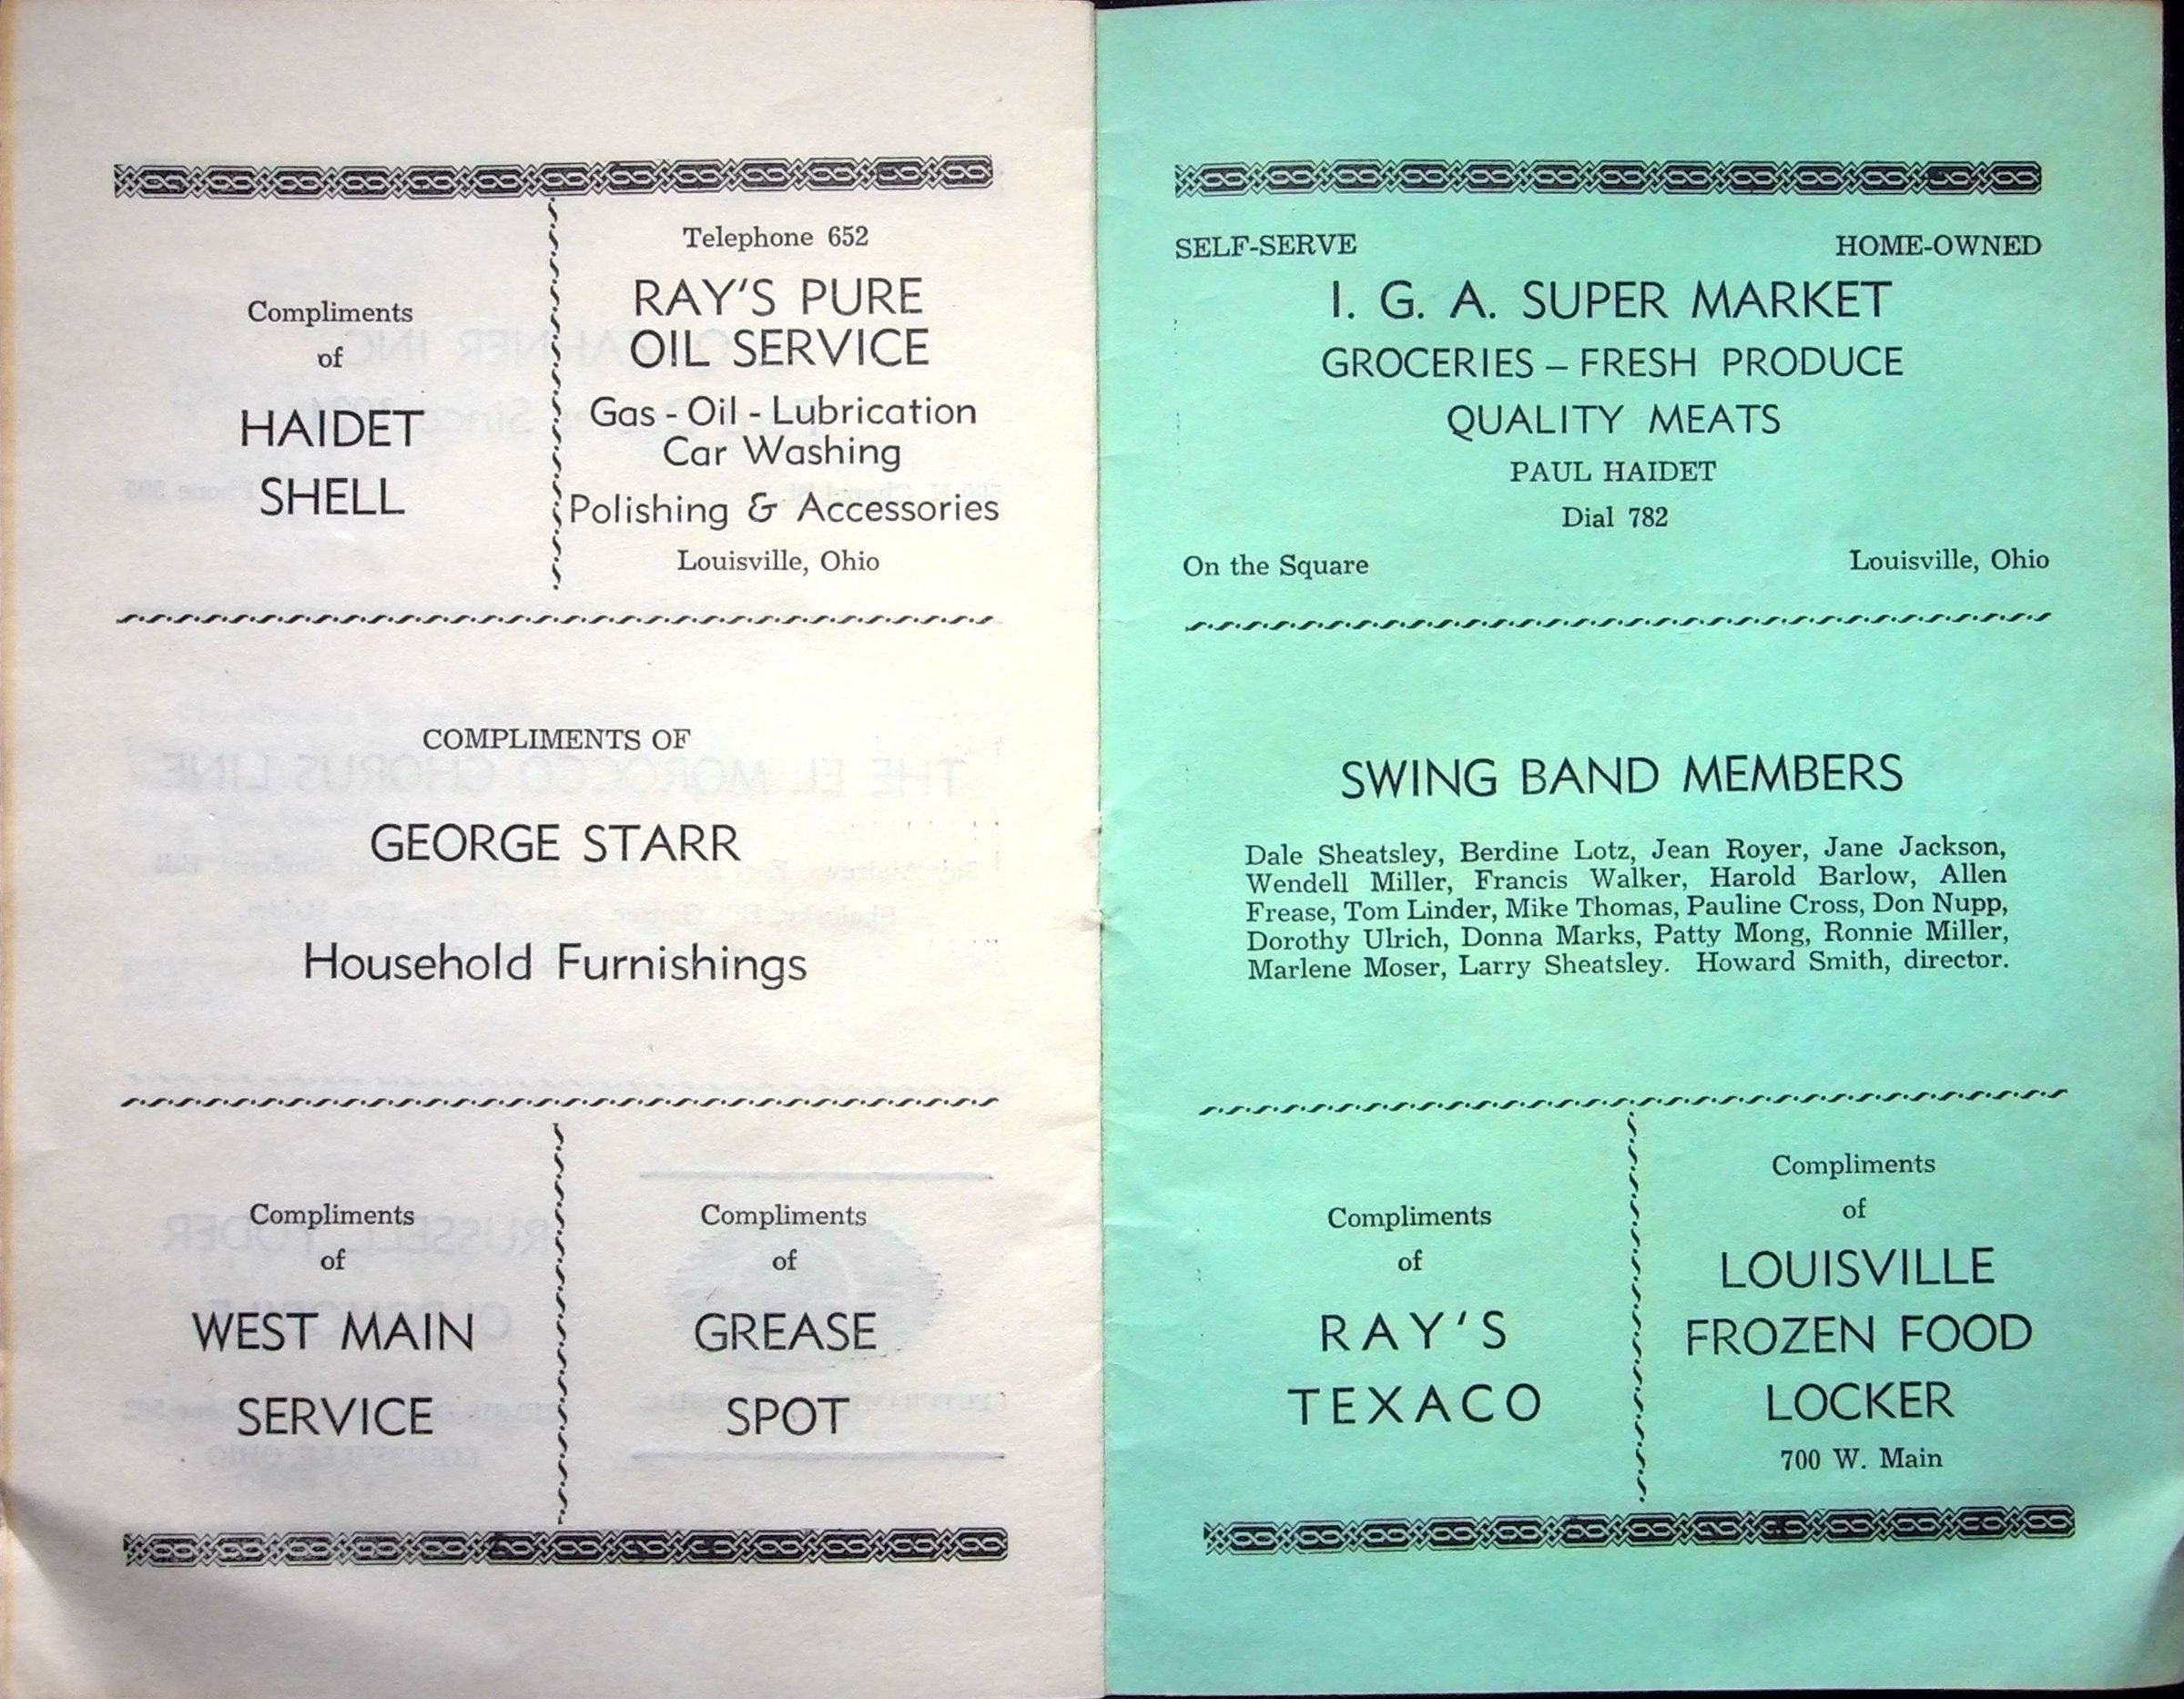 Compliments
of
HAIDET
SHELL
Telephone 652
RAY'S PURE
OIL SERVICE
Gas - Oil - Lubrication
Car Washing
Polishing & Accessories
Louisville, Ohio
COMPLIMENTS OF
GEORGE STARR
Household Furnishings
Compliments
of
WEST MAIN
SERVICE
Compliments
of
GREASE
SPOT
SELF-SERVE HOME-OWNED
I. G. A. SUPER MARKET
GROCERIES – FRESH PRODUCE
QUALITY MEATS
PAUL HAIDET
Dial 782
On the Square Louisville, Ohio
SWING BAND MEMBERS
Dale Sheatsley, Berdine Lotz, Jean Royer, Jane Jackson,
Wendell Miller, Francis Walker, Harold Barlow, Allen
Frease, Tom Linder, Mike Thomas, Pauline Cross, Don Nupp,
Dorothy Ulrich, Donna Marks, Patty Mong, Ronnie Miller,
Marlene Moser, Larry Sheatsley. Howard Smith, director.
Compliments
of
RAY'S
TEXACO
Compliments
of
LOUISVILLE
FROZEN FOOD
LOCKER
700 W. Main